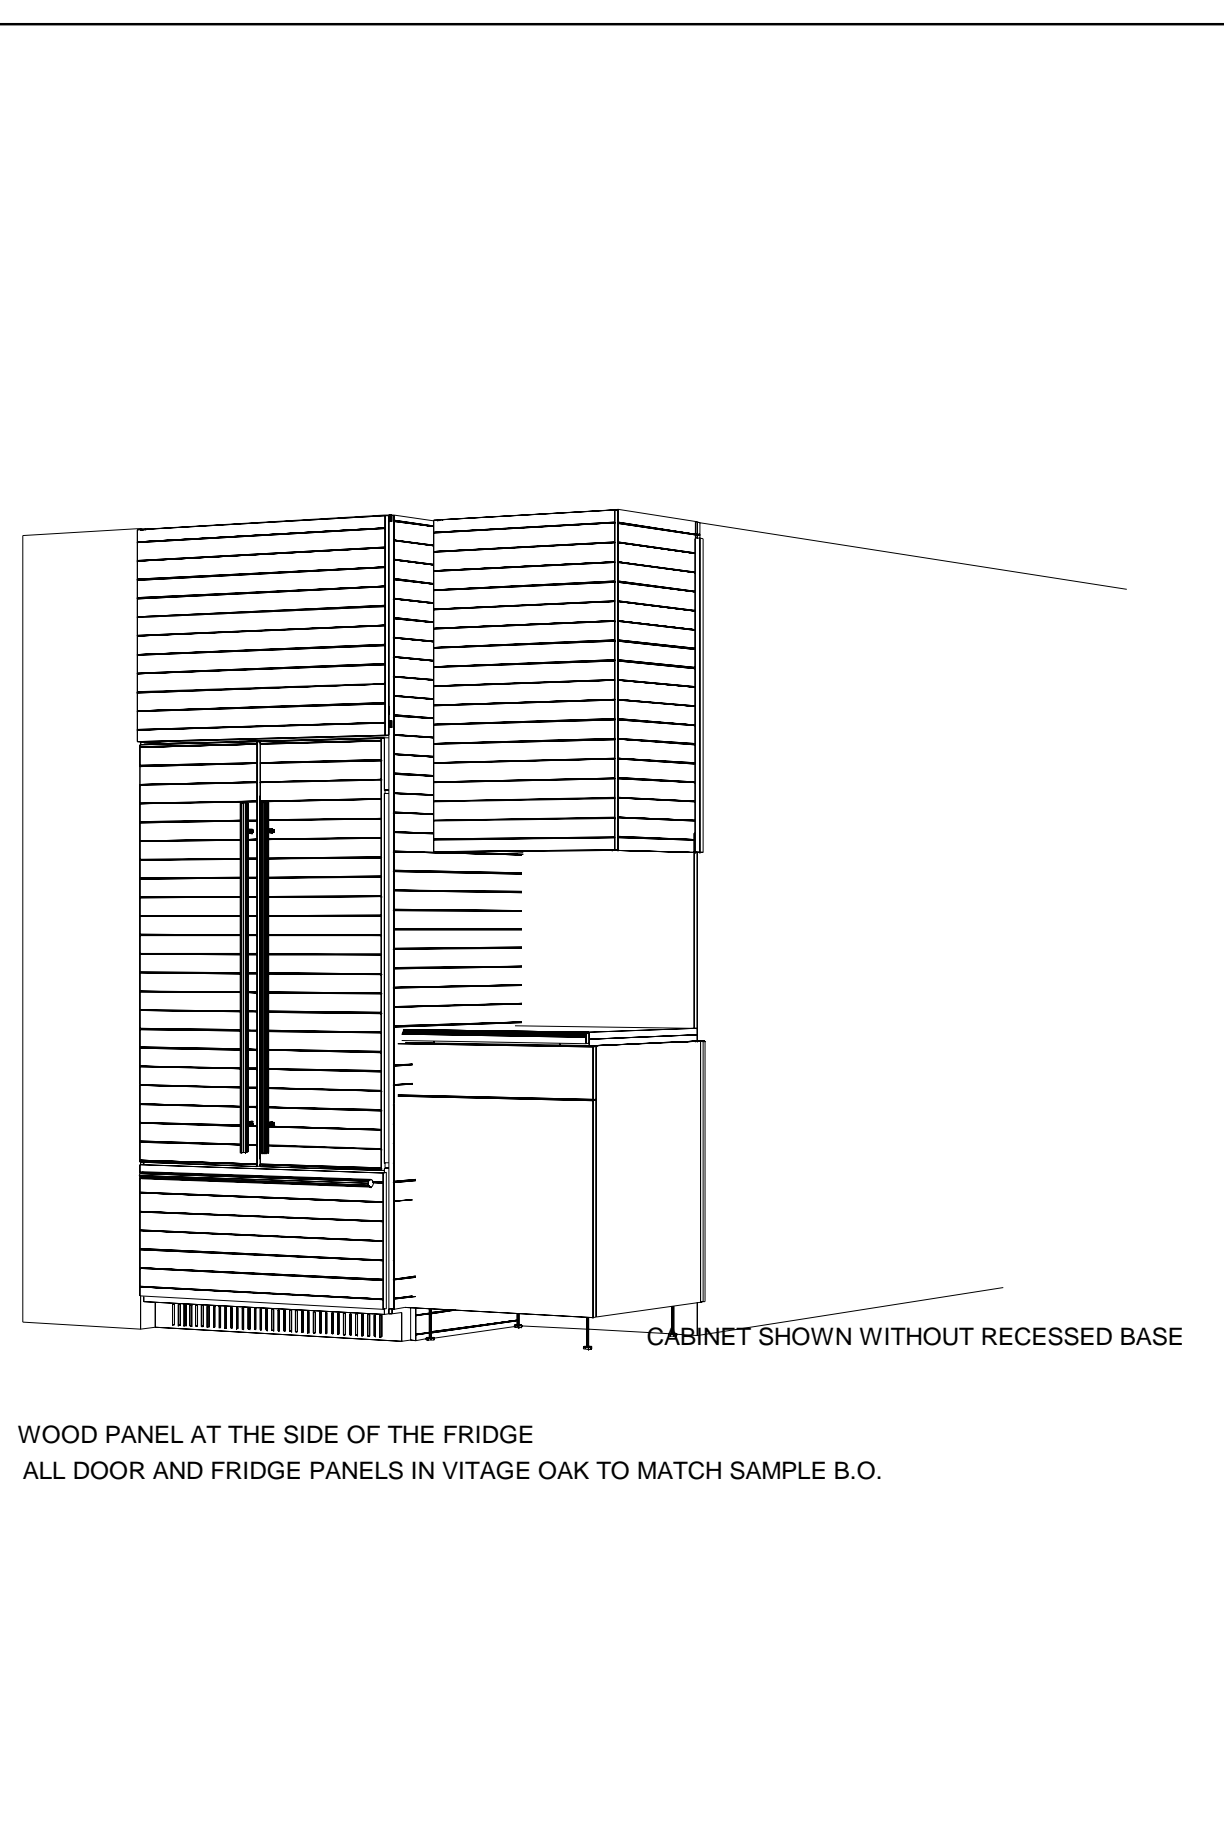 CABINET SHOWN WITHOUT RECESSED BASE
WOOD PANEL AT THE SIDE OF THE FRIDGE
ALL DOOR AND FRIDGE PANELS IN VITAGE OAK TO MATCH SAMPLE B.O.